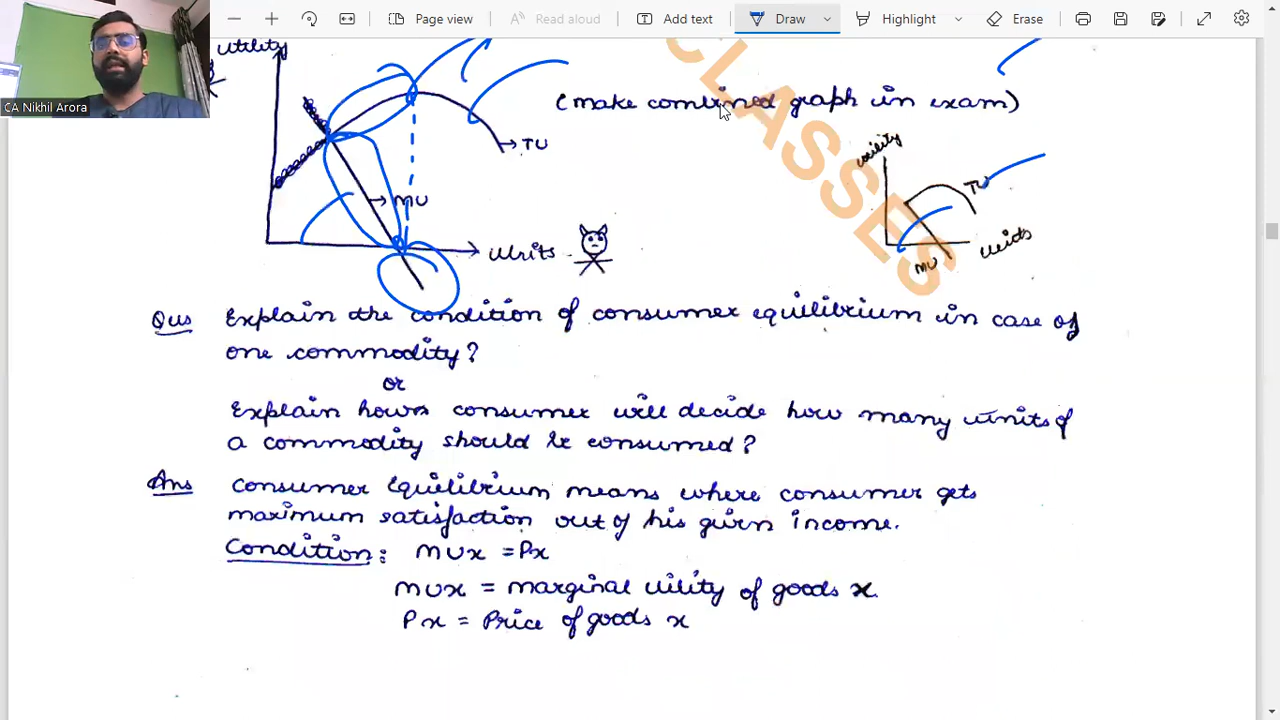 Page view
Read aloud
Add text
Draw
Highlight
Erase
CA Nikhil Arora
Utility
TU
MU
Units
(make combined graph in exam)
CLASSES
Utility
TU
MU
Units
Qus Explain the condition of consumer equilibrium in case of
one commodity?
or
Explain how consumer will decide how many units of
a commodity should be consumed?
Ans Consumer Equilibrium means where consumer gets
maximum satisfaction out of his given income.
Condition: MUx = Px
MUx = marginal uility of goods x.
Px = Price of goods x